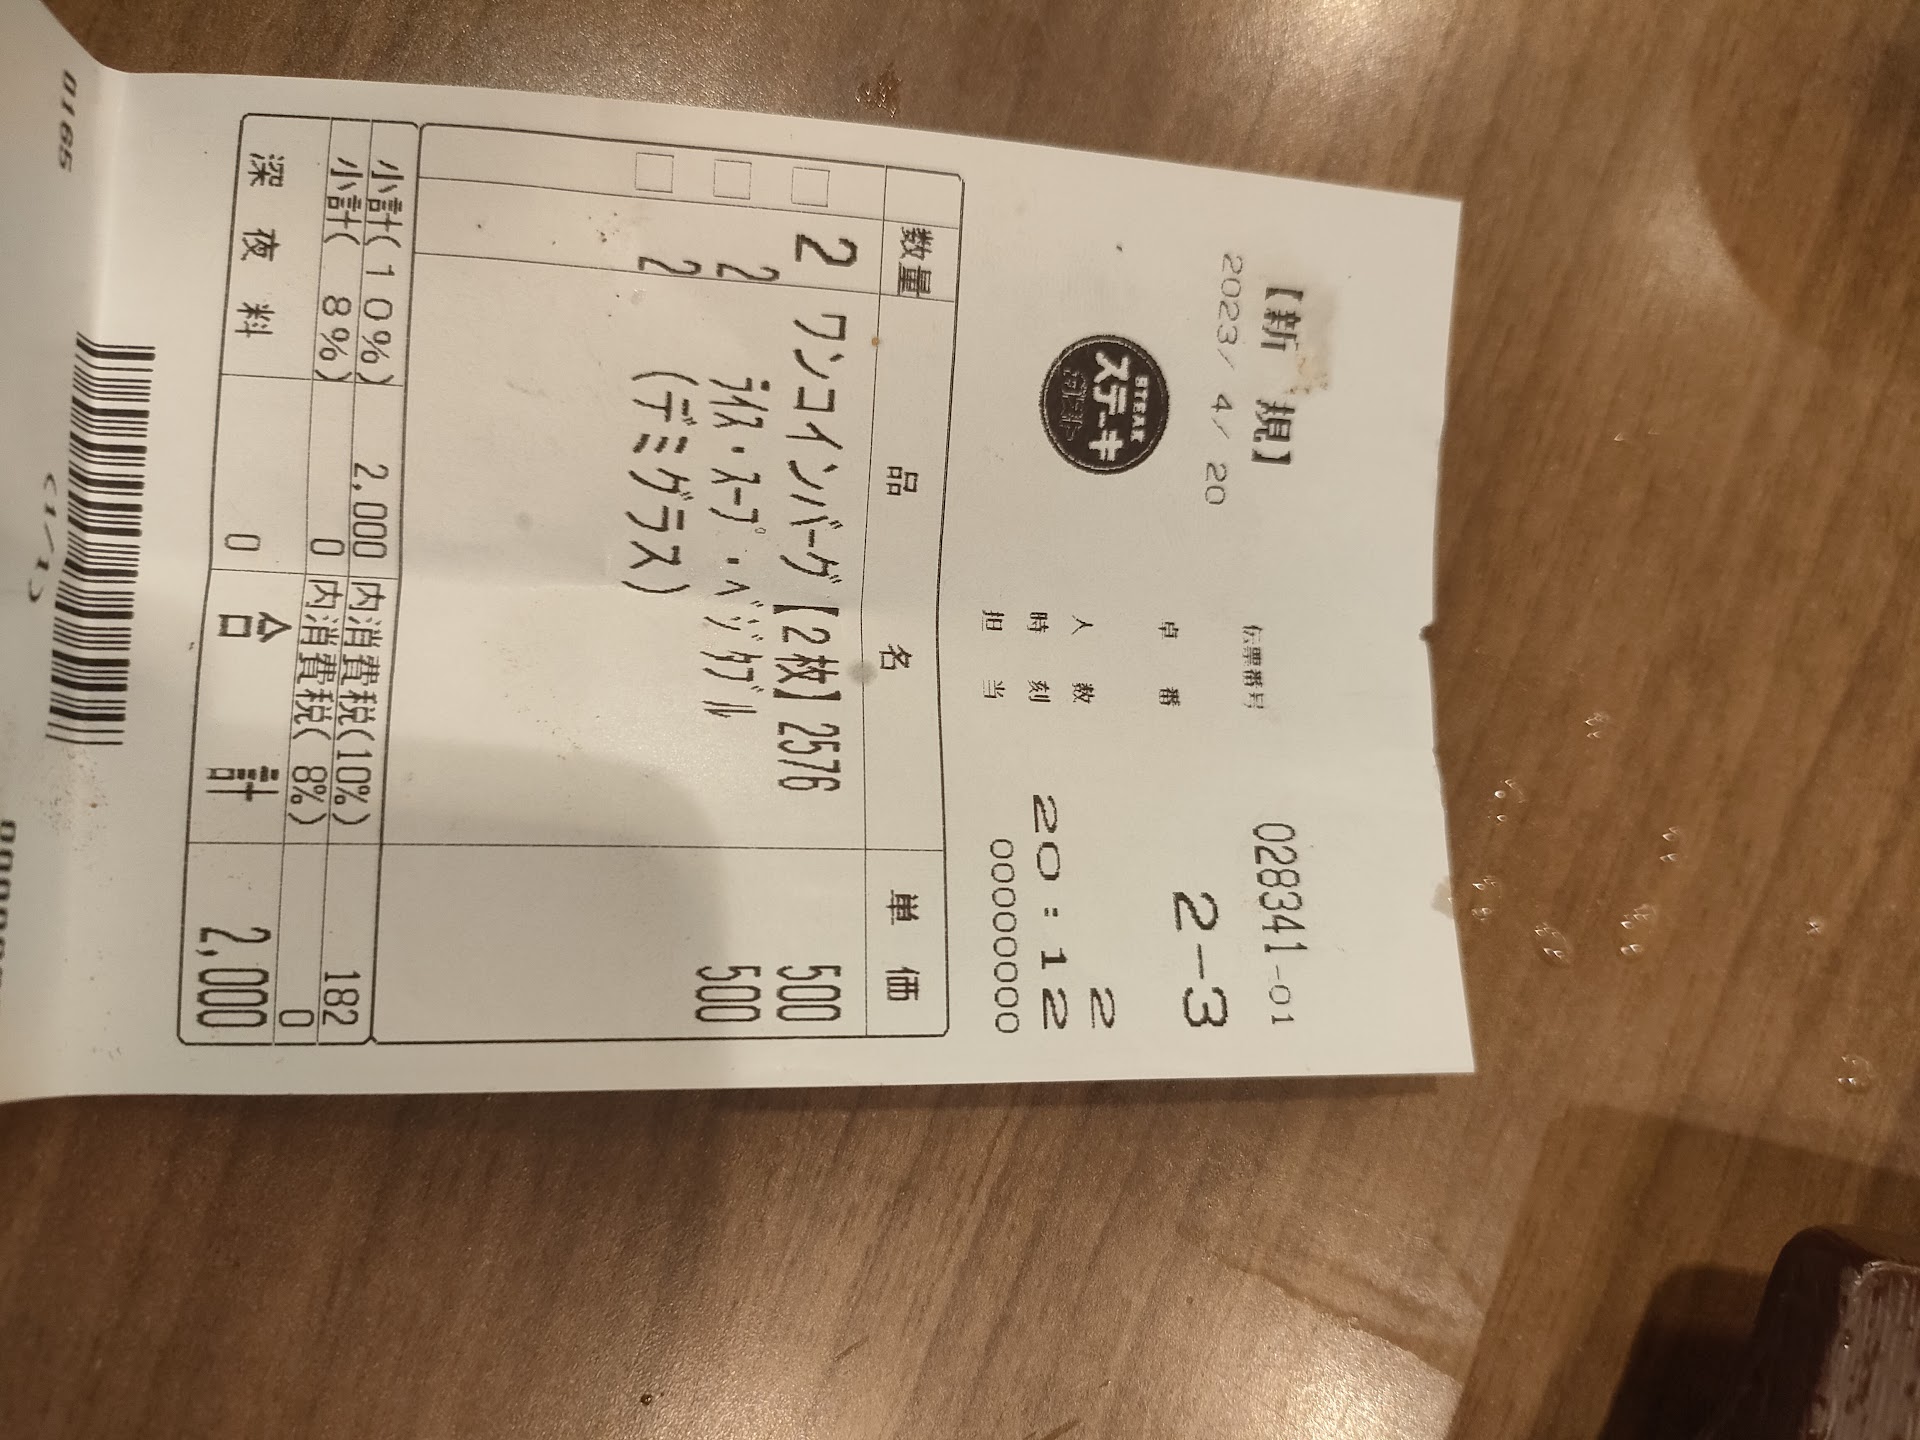 【新 規】
伝票番号 028341-01
2023/ 4/ 20
卓 番 2-3
STEAK
ステーキ
ガスト
人 数 2
時 刻 20:12
担 当 00000000
数量 品 名 単 価
2 ワンコインバーグ【2枚】2576 500
2 ﾗｲｽ・ｽｰﾌﾟ・ﾍﾞｼﾞﾀﾌﾞﾙ 500
2 (デミグラス)
小計(10%) 2,000 内消費税(10%) 182
小計( 8%) 0 内消費税( 8%) 0
深 夜 料 0 合 計 2,000
0165
(1/1)